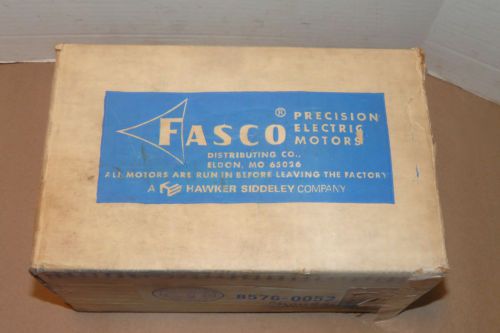 FASCO® PRECISION
ELECTRIC
MOTORS
DISTRIBUTING CO.,
ELDON, MO 65026
ALL MOTORS ARE RUN IN BEFORE LEAVING THE FACTORY
A HAWKER SIDDELEY COMPANY
8576-0052